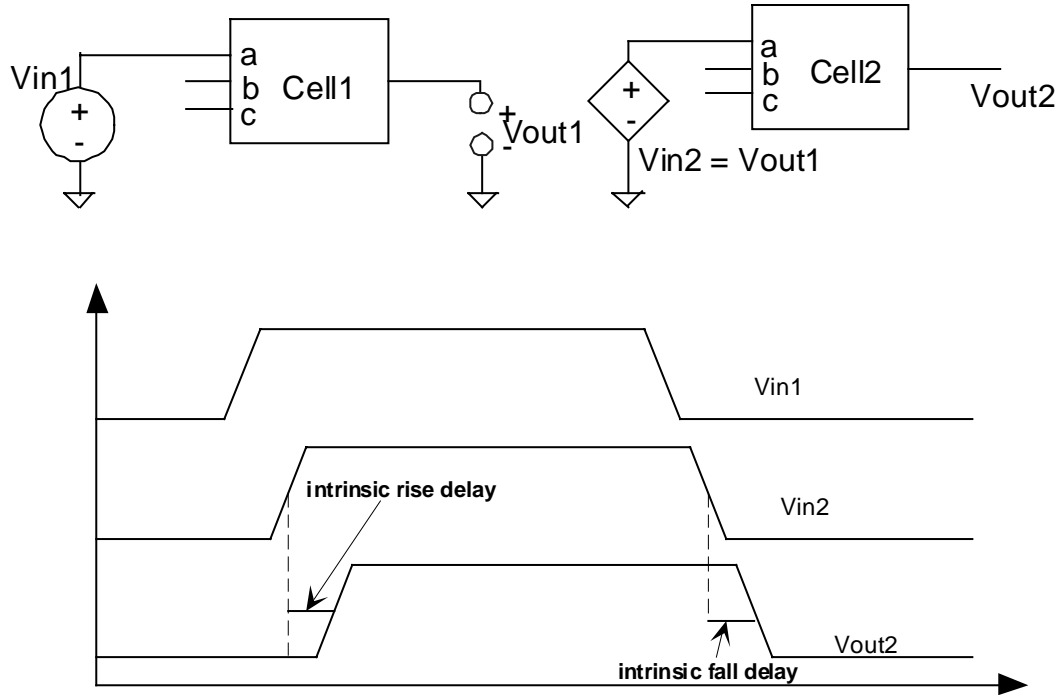 Vin1
+
-
a
b
c
Cell1
+
Vout1
-
+
-
Vin2 = Vout1
a
b
c
Cell2
Vout2
Vin1
intrinsic rise delay
Vin2
Vout2
intrinsic fall delay